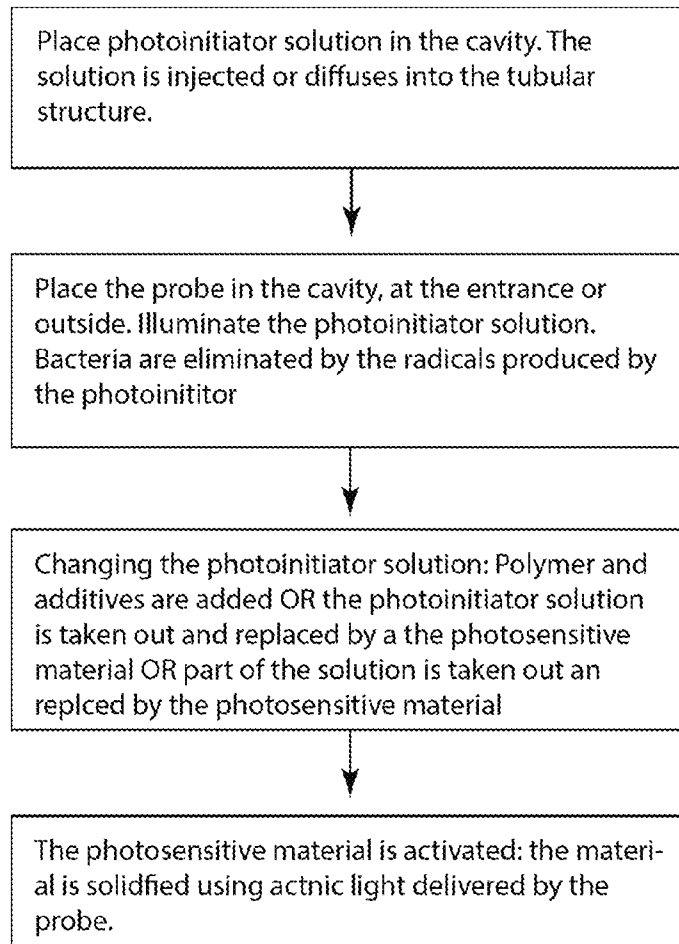 Place photoinitiator solution in the cavity. The
solution is injected or diffuses into the tubular
structure.
Place the probe in the cavity, at the entrance or
outside. Illuminate the photoinitiator solution.
Bacteria are eliminated by the radicals produced by
the photoinititor
Changing the photoinitiator solution: Polymer and
additives are added OR the photoinitiator solution
is taken out and replaced by a the photosensitive
material OR part of the solution is taken out an
replced by the photosensitive material
The photosensitive material is activated: the materi-
al is solidfied using actnic light delivered by the
probe.